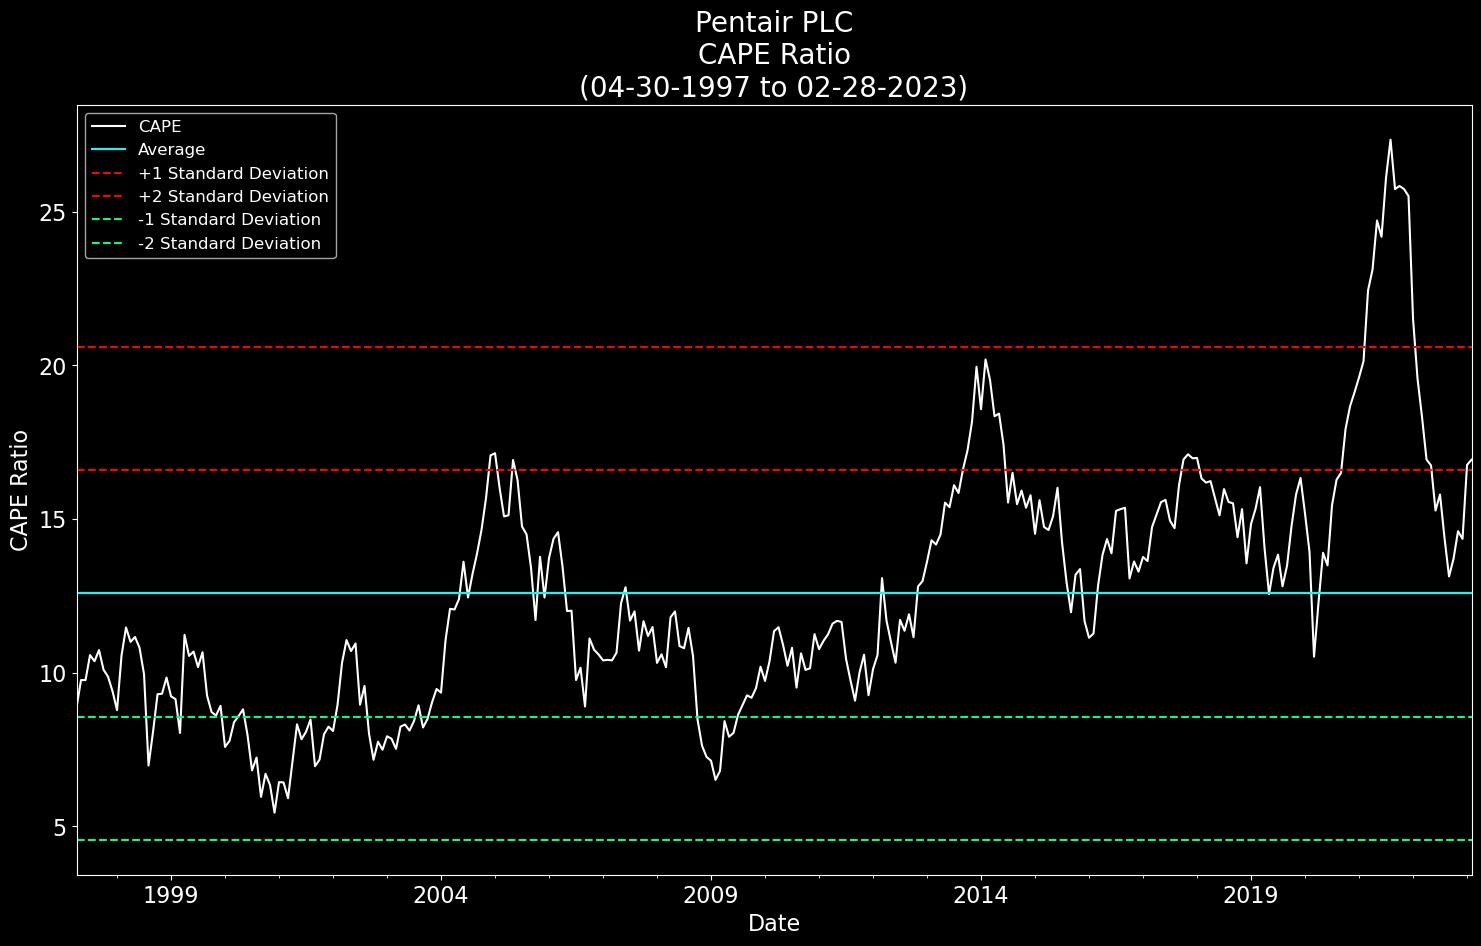 Pentair PLC
CAPE Ratio
(04-30-1997 to 02-28-2023)
CAPE
Average
+1 Standard Deviation
+2 Standard Deviation
-1 Standard Deviation
-2 Standard Deviation
25
20
15
10
5
CAPE Ratio
1999
2004
2009
2014
2019
Date